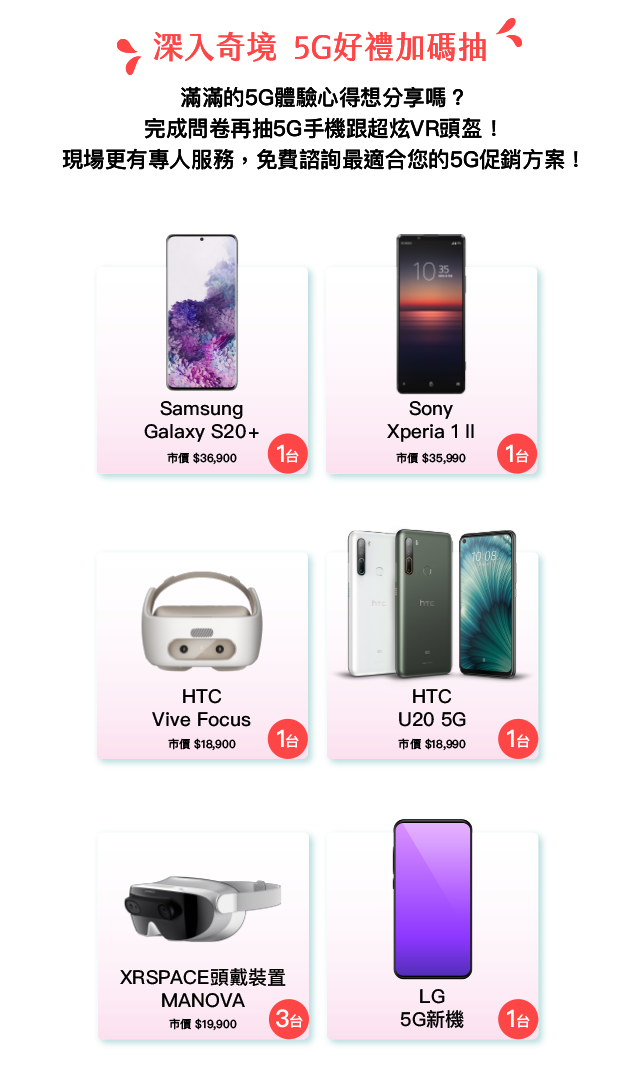 深入奇境 5G好禮加碼抽
滿滿的5G體驗心得想分享嗎？
完成問卷再抽5G手機跟超炫VR頭盔！
現場更有專人服務，免費諮詢最適合您的5G促銷方案！
10 35
Samsung
Galaxy S20+
市價 $36,900
1台
Sony
Xperia 1 II
市價 $35,990
1台
10:08
htc
htc
HTC
Vive Focus
市價 $18,900
1台
HTC
U20 5G
市價 $18,990
1台
XRSPACE頭戴裝置
MANOVA
市價 $19,900
3台
LG
5G新機
1台